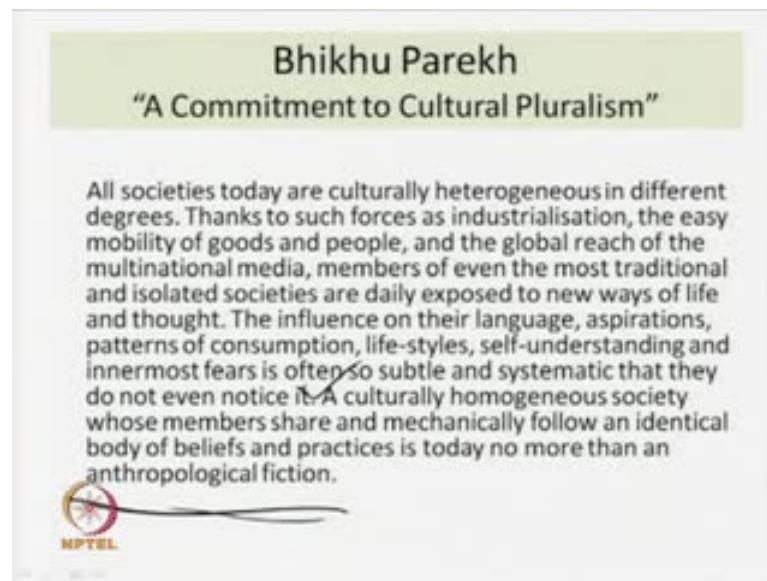 Bhikhu Parekh
“A Commitment to Cultural Pluralism”
All societies today are culturally heterogeneous in different
degrees. Thanks to such forces as industrialisation, the easy
mobility of goods and people, and the global reach of the
multinational media, members of even the most traditional
and isolated societies are daily exposed to new ways of life
and thought. The influence on their language, aspirations,
patterns of consumption, life-styles, self-understanding and
innermost fears is often so subtle and systematic that they
do not even notice it. A culturally homogeneous society
whose members share and mechanically follow an identical
body of beliefs and practices is today no more than an
anthropological fiction.
NPTEL